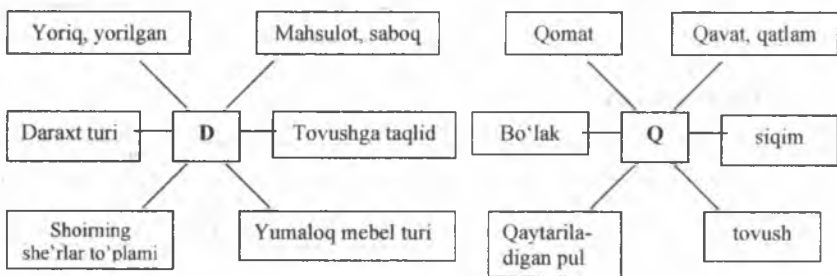 Yoriq, yorilgan
Mahsulot, saboq
Qomat
Qavat, qatlam
Daraxt turi
D
Tovushga taqlid
Bo‘lak
Q
siqim
Shoirning
she’rlar to’plami
Yumaloq mebel turi
Qaytarila-
digan pul
tovush